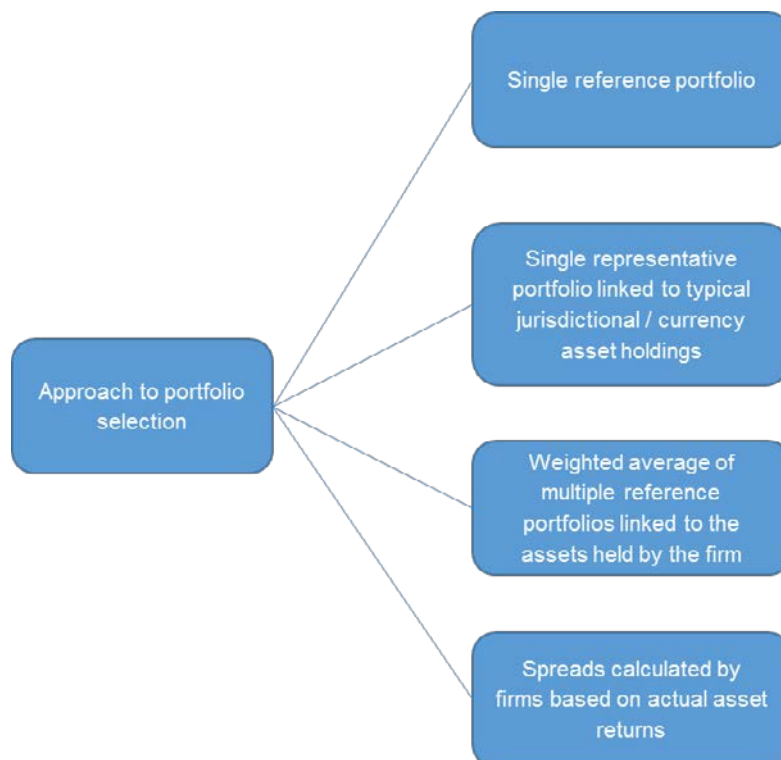 Single reference portfolio
Single representative
portfolio linked to typical
jurisdictional / currency
asset holdings
Approach to portfolio
selection
Weighted average of
multiple reference
portfolios linked to the
assets held by the firm
Spreads calculated by
firms based on actual asset
returns